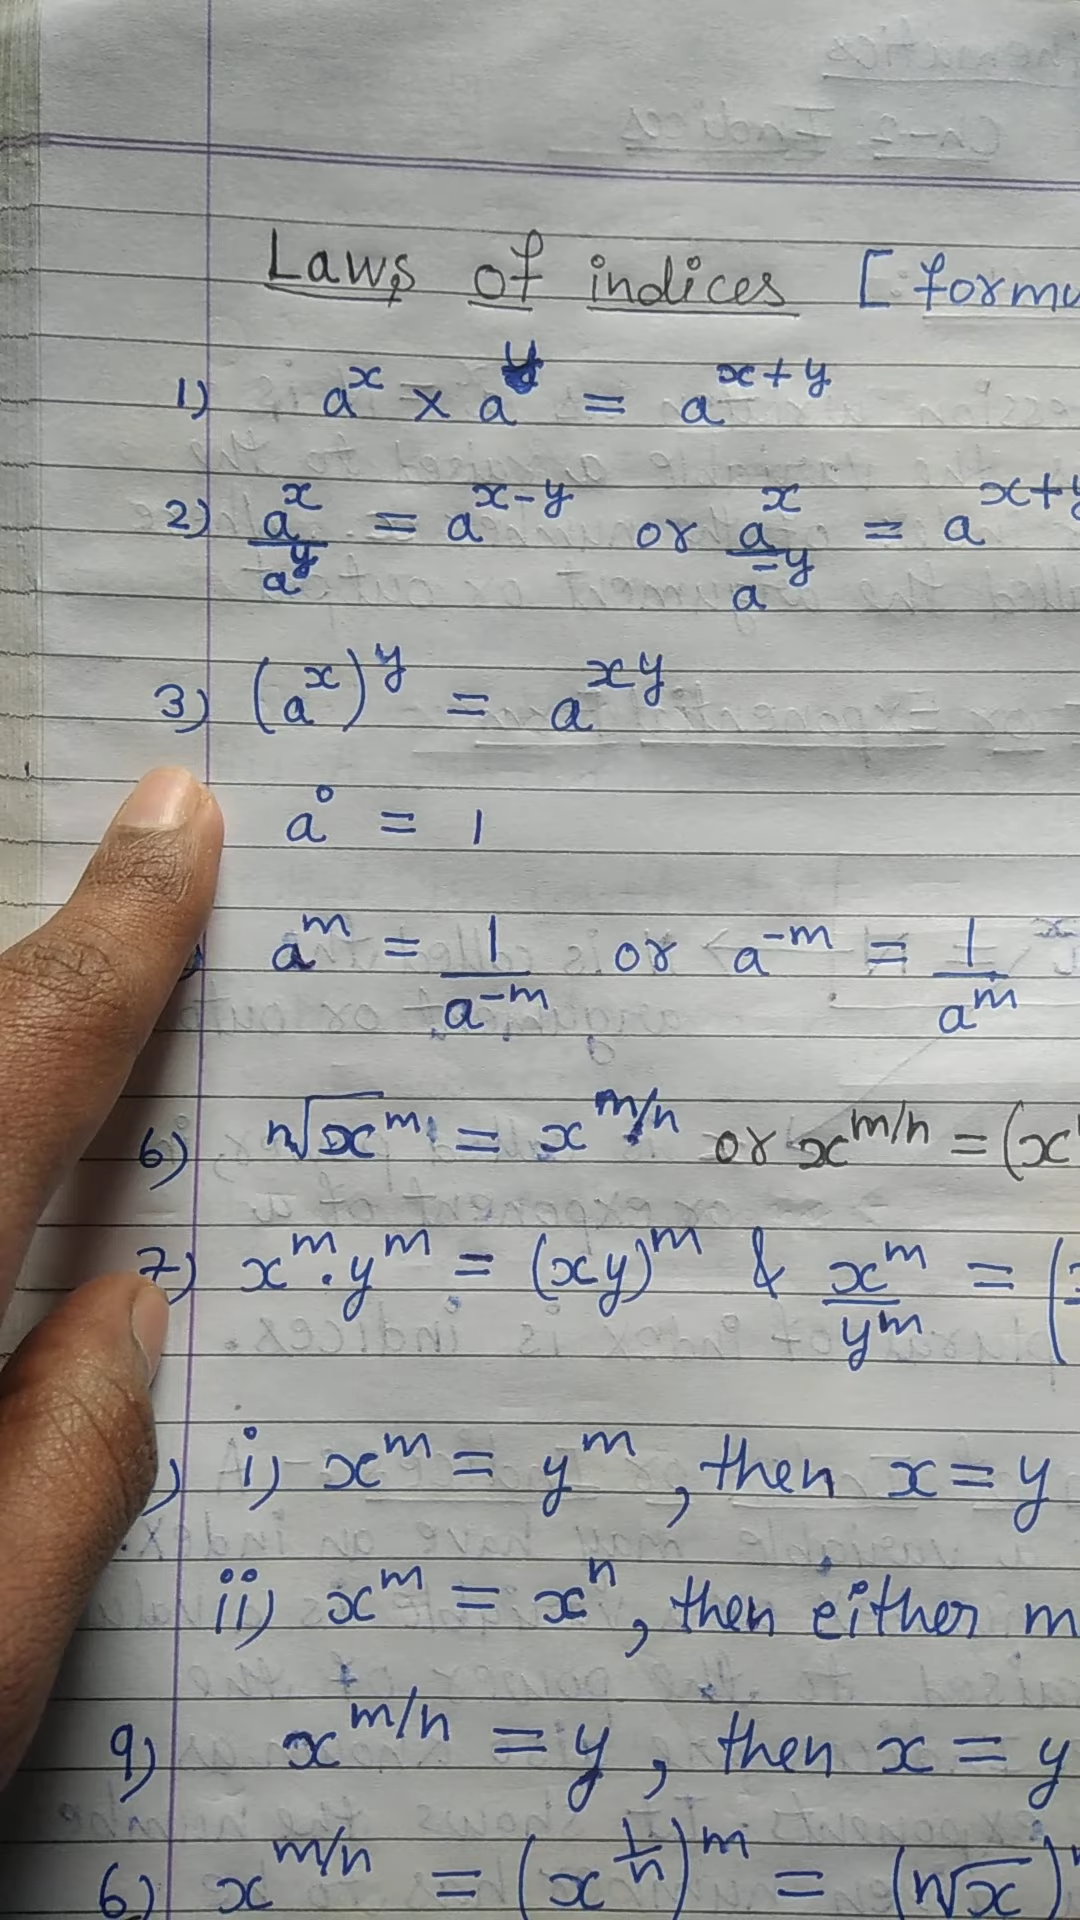 Laws of indices [formu
1) a^x × a^y = a^(x+y)
2) a^x/a^y = a^(x-y) or a^x/a^(-y) = a^(x+y
3) (a^x)^y = a^(xy)
a^0 = 1
a^m = 1/a^(-m) or a^(-m) = 1/a^m
6) n√x^m = x^(m/n) or x^(m/n) = (x
7) x^m . y^m = (xy)^m & x^m/y^m = (
) i) x^m = y^m, then x = y
ii) x^m = x^n, then either m
9) x^(m/n) = y, then x = y
6) x^(m/n) = (x^(1/n))^m = (n√x)